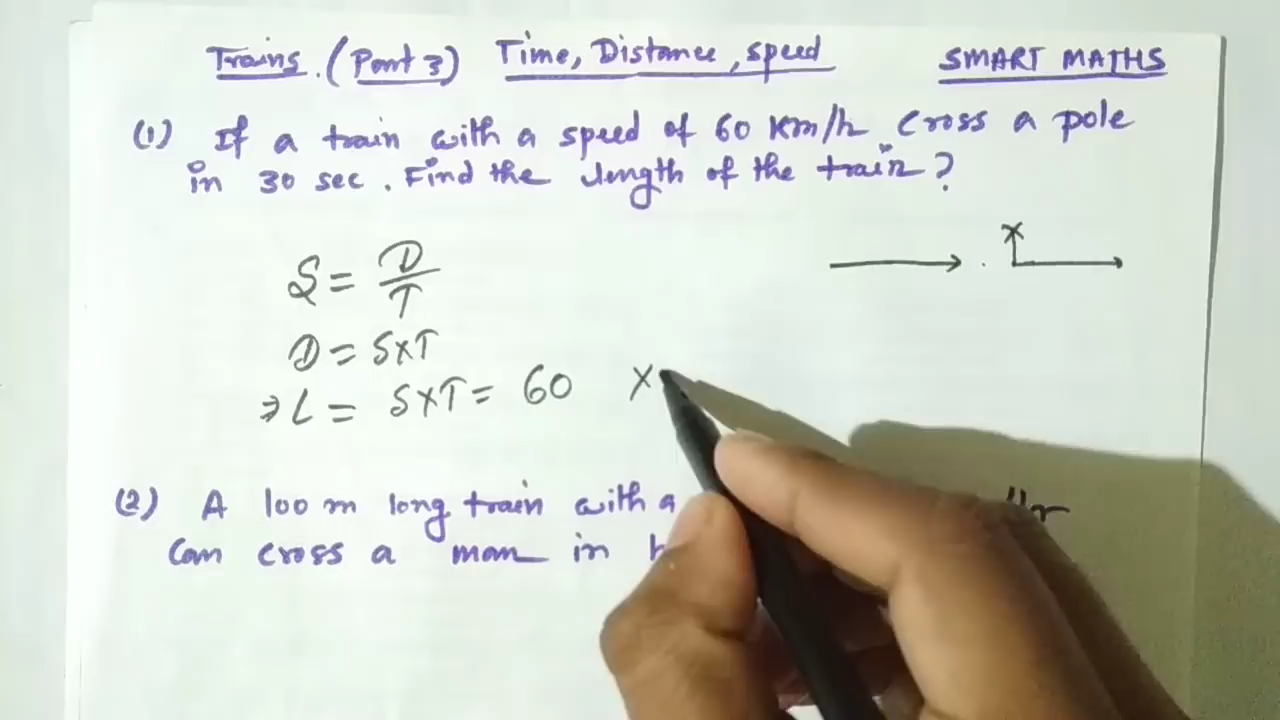 Trains. (Part 3) Time, Distance, speed SMART MATHS
(1) If a train with a speed of 60 Km/h cross a pole
in 30 sec. Find the length of the train?
S = D/T
D = S×T
⇒ L = S×T = 60 ×
(2) A 100 m long train with a
can cross a man in